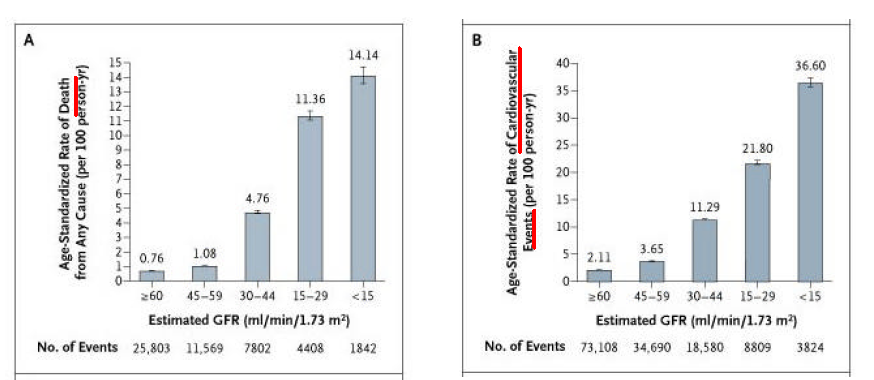 A
Age-Standardized Rate of Death
from Any Cause (per 100 person-yr)
15
14
13
12
11
10
9
8
7
6
5
4
3
2
1
0
0.76
1.08
4.76
11.36
14.14
≥60 45–59 30–44 15–29 <15
Estimated GFR (ml/min/1.73 m²)
No. of Events 25,803 11,569 7802 4408 1842
B
Age-Standardized Rate of Cardiovascular
Events (per 100 person-yr)
40
35
30
25
20
15
10
5
0
2.11
3.65
11.29
21.80
36.60
≥60 45–59 30–44 15–29 <15
Estimated GFR (ml/min/1.73 m²)
No. of Events 73,108 34,690 18,580 8809 3824